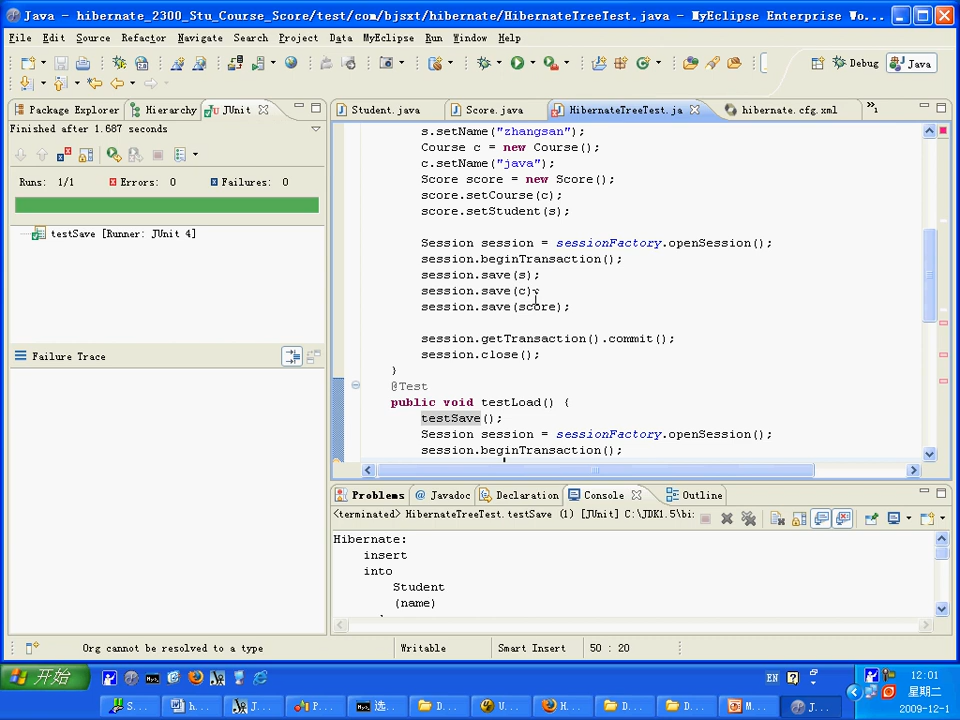 Java - hibernate_2300_Stu_Course_Score/test/com/bjsxt/hibernate/HibernateTreeTest.java - MyEclipse Enterprise Wo...
File Edit Source Refactor Navigate Search Project Data MyEclipse Run Window Help
Debug Java
Package Explorer Hierarchy JUnit
Finished after 1.687 seconds
Runs: 1/1 Errors: 0 Failures: 0
testSave [Runner: JUnit 4]
Failure Trace
Student.java Score.java HibernateTreeTest.ja hibernate.cfg.xml
s.setName("zhangsan");
Course c = new Course();
c.setName("java");
Score score = new Score();
score.setCourse(c);
score.setStudent(s);
Session session = sessionFactory.openSession();
session.beginTransaction();
session.save(s);
session.save(c);
session.save(score);
session.getTransaction().commit();
session.close();
}
@Test
public void testLoad() {
testSave();
Session session = sessionFactory.openSession();
session.beginTransaction();
Problems Javadoc Declaration Console Outline
<terminated> HibernateTreeTest.testSave (1) [JUnit] C:\JDK1.5\bi:
Hibernate:
insert
into
Student
(name)
Org cannot be resolved to a type Writable Smart Insert 50 : 20
开始 EN 12:01
星期二
2009-12-1
S... h... J... P... 选... D... U... H... D... D... M... J...